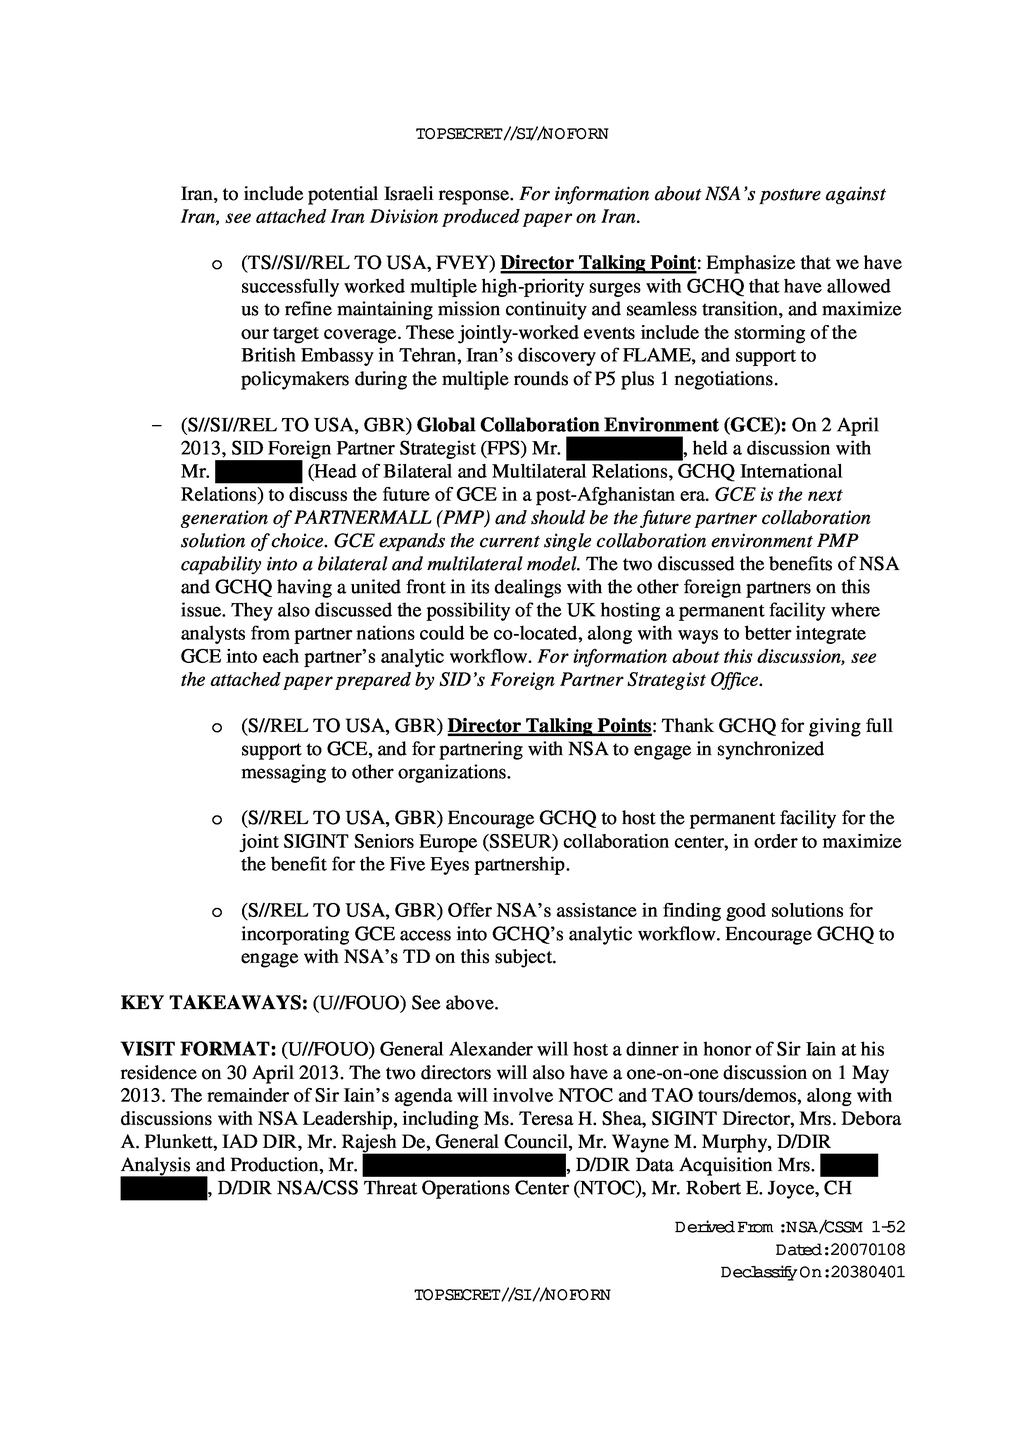 TOPSECRET//SI//NOFORN
Iran, to include potential Israeli response. For information about NSA's posture against
Iran, see attached Iran Division produced paper on Iran.
o (TS//SI//REL TO USA, FVEY) Director Talking Point: Emphasize that we have
successfully worked multiple high-priority surges with GCHQ that have allowed
us to refine maintaining mission continuity and seamless transition, and maximize
our target coverage. These jointly-worked events include the storming of the
British Embassy in Tehran, Iran's discovery of FLAME, and support to
policymakers during the multiple rounds of P5 plus 1 negotiations.
– (S//SI//REL TO USA, GBR) Global Collaboration Environment (GCE): On 2 April
2013, SID Foreign Partner Strategist (FPS) Mr. , held a discussion with
Mr. (Head of Bilateral and Multilateral Relations, GCHQ International
Relations) to discuss the future of GCE in a post-Afghanistan era. GCE is the next
generation of PARTNERMALL (PMP) and should be the future partner collaboration
solution of choice. GCE expands the current single collaboration environment PMP
capability into a bilateral and multilateral model. The two discussed the benefits of NSA
and GCHQ having a united front in its dealings with the other foreign partners on this
issue. They also discussed the possibility of the UK hosting a permanent facility where
analysts from partner nations could be co-located, along with ways to better integrate
GCE into each partner's analytic workflow. For information about this discussion, see
the attached paper prepared by SID's Foreign Partner Strategist Office.
o (S//REL TO USA, GBR) Director Talking Points: Thank GCHQ for giving full
support to GCE, and for partnering with NSA to engage in synchronized
messaging to other organizations.
o (S//REL TO USA, GBR) Encourage GCHQ to host the permanent facility for the
joint SIGINT Seniors Europe (SSEUR) collaboration center, in order to maximize
the benefit for the Five Eyes partnership.
o (S//REL TO USA, GBR) Offer NSA's assistance in finding good solutions for
incorporating GCE access into GCHQ's analytic workflow. Encourage GCHQ to
engage with NSA's TD on this subject.
KEY TAKEAWAYS: (U//FOUO) See above.
VISIT FORMAT: (U//FOUO) General Alexander will host a dinner in honor of Sir Iain at his
residence on 30 April 2013. The two directors will also have a one-on-one discussion on 1 May
2013. The remainder of Sir Iain's agenda will involve NTOC and TAO tours/demos, along with
discussions with NSA Leadership, including Ms. Teresa H. Shea, SIGINT Director, Mrs. Debora
A. Plunkett, IAD DIR, Mr. Rajesh De, General Council, Mr. Wayne M. Murphy, D/DIR
Analysis and Production, Mr. , D/DIR Data Acquisition Mrs.
, D/DIR NSA/CSS Threat Operations Center (NTOC), Mr. Robert E. Joyce, CH
Derived From: NSA/CSSM 1-52
Dated: 20070108
Declassify On: 20380401
TOPSECRET//SI//NOFORN